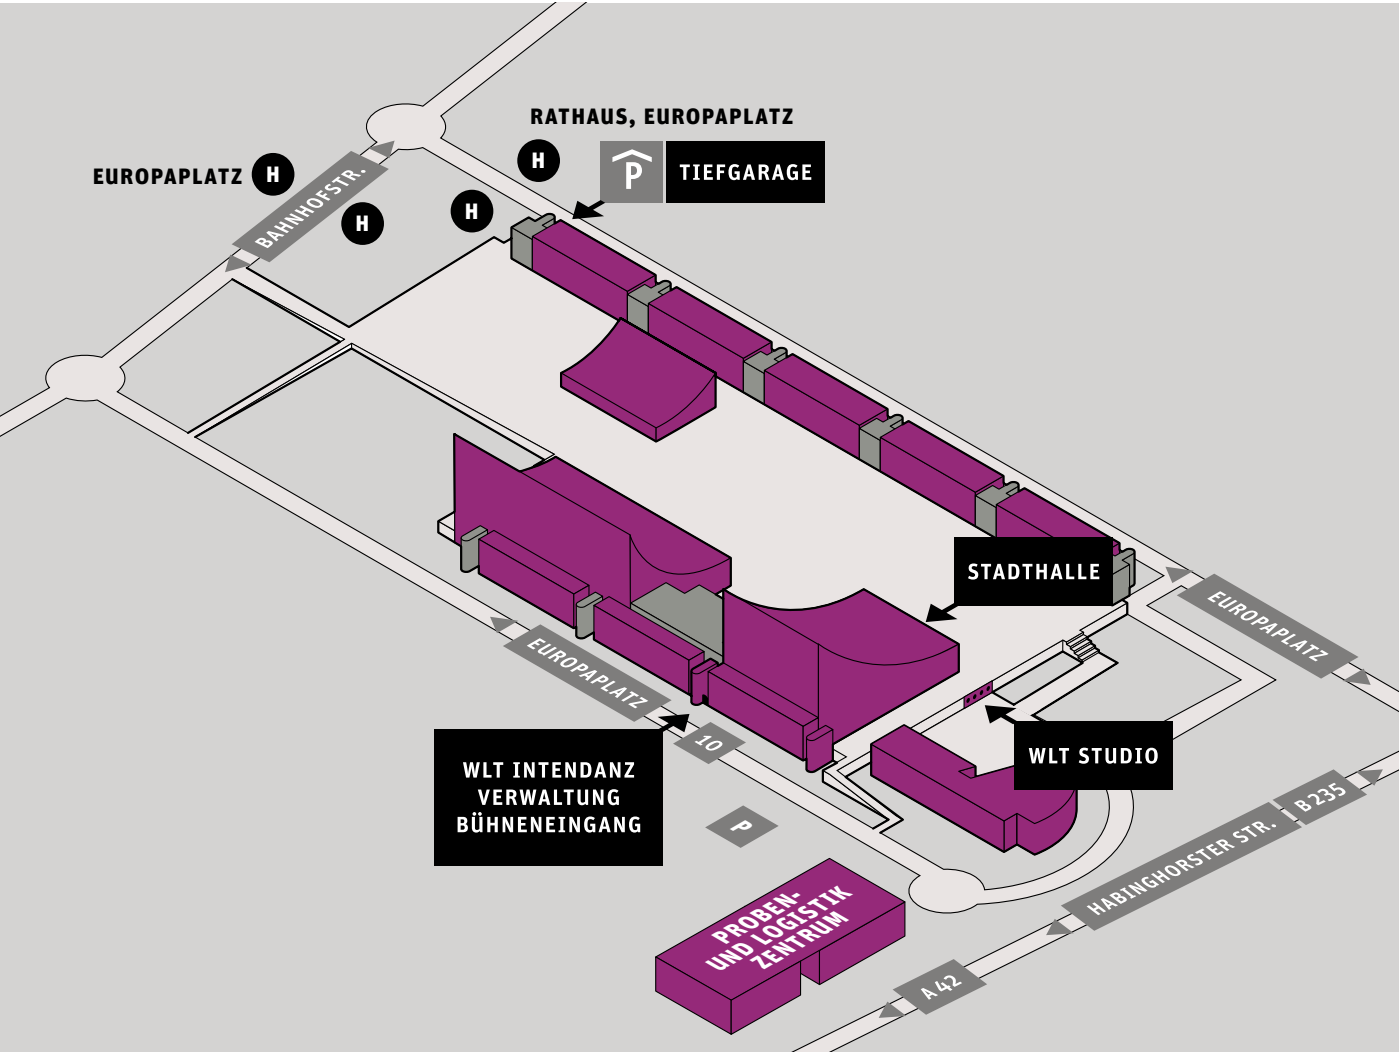 RATHAUS, EUROPAPLATZ
H
P
TIEFGARAGE
EUROPAPLATZ
H
BAHNHOFSTR.
H
H
STADTHALLE
EUROPAPLATZ
EUROPAPLATZ
10
WLT STUDIO
WLT INTENDANZ
VERWALTUNG
BÜHNENEINGANG
P
B 235
HABINGHORSTER STR.
PROBEN-
UND LOGISTIK
ZENTRUM
A 42